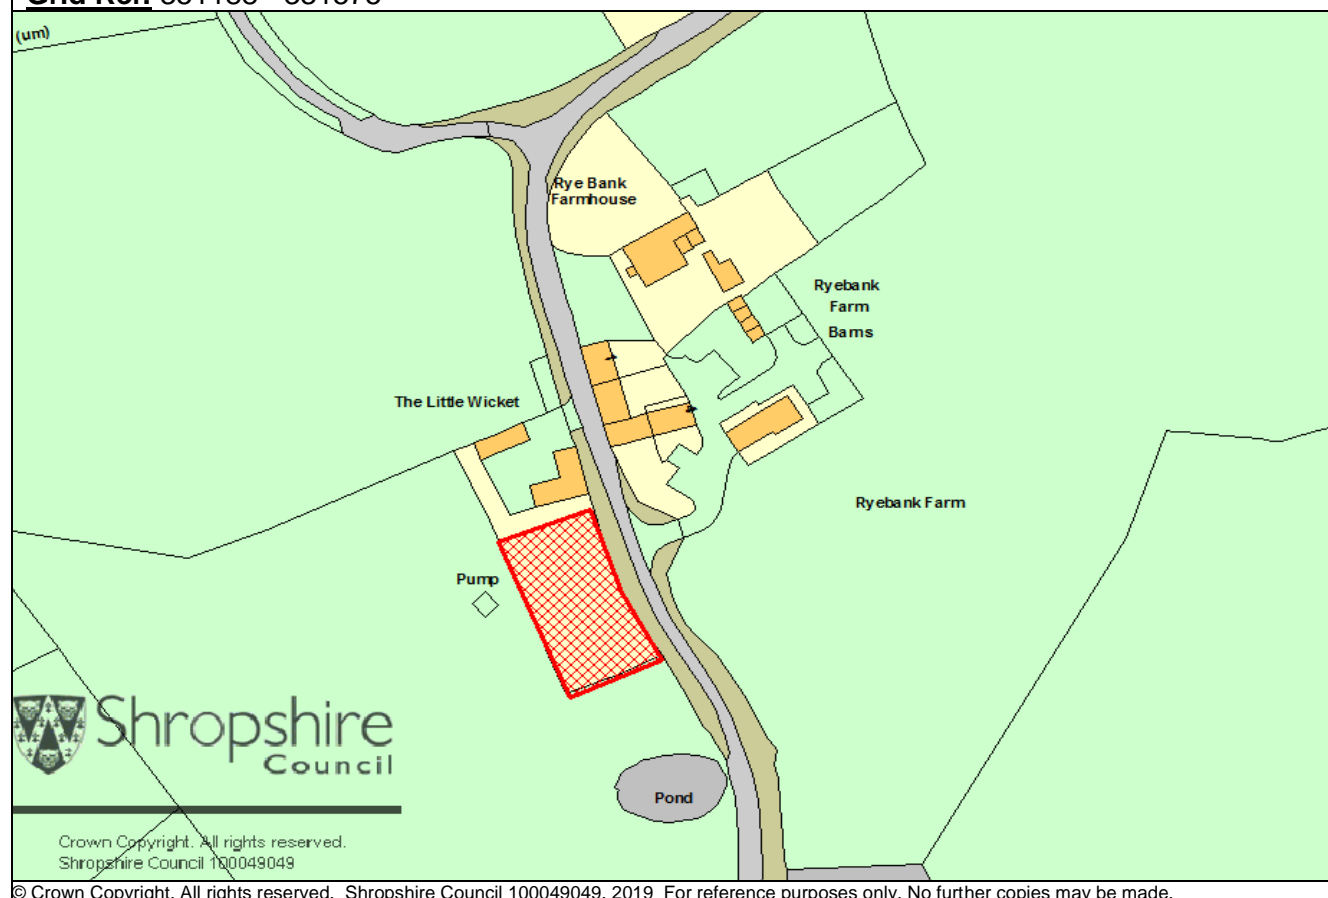 (um)
Rye Bank
Farmhouse
Ryebank
Farm
Barns
The Little Wicket
Ryebank Farm
Pump
Shropshire
Council
Pond
Crown Copyright. All rights reserved.
Shropshire Council 100049049
© Crown Copyright. All rights reserved. Shropshire Council 100049049. 2019 For reference purposes only. No further copies may be made.